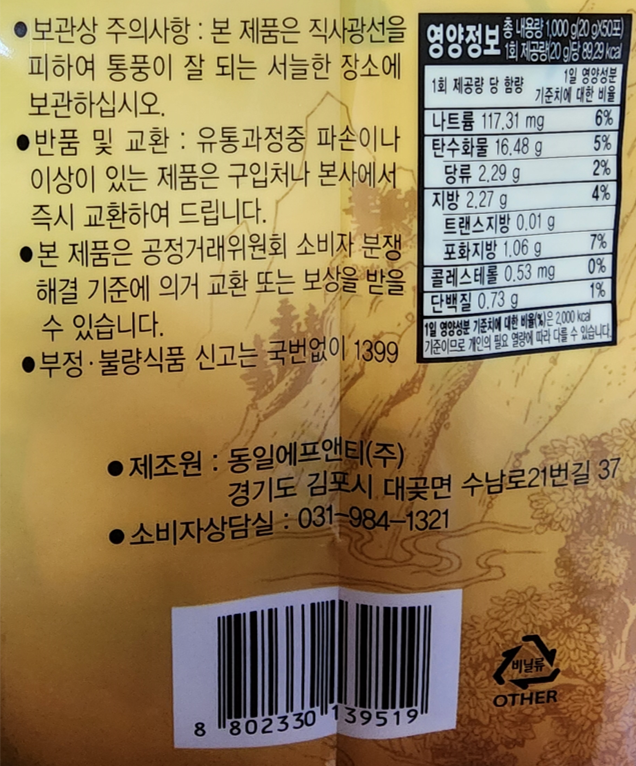 ●보관상 주의사항 : 본 제품은 직사광선을
피하여 통풍이 잘 되는 서늘한 장소에
보관하십시오.
●반품 및 교환 : 유통과정중 파손이나
이상이 있는 제품은 구입처나 본사에서
즉시 교환하여 드립니다.
●본 제품은 공정거래위원회 소비자 분쟁
해결 기준에 의거 교환 또는 보상을 받을
수 있습니다.
●부정·불량식품 신고는 국번없이 1399
영양정보 총 내용량 1,000 g(20 gX50포)
1회 제공량(20 g)당 89.29 kcal
1회 제공량 당 함량 1일 영양성분
기준치에 대한 비율
나트륨 117.31 mg 6%
탄수화물 16.48 g 5%
당류 2.29 g 2%
지방 2.27 g 4%
트랜스지방 0.01 g
포화지방 1.06 g 7%
콜레스테롤 0.53 mg 0%
단백질 0.73 g 1%
1일 영양성분 기준치에 대한 비율(%)은 2,000 kcal
기준이므로 개인의 필요 열량에 따라 다를 수 있습니다.
●제조원 : 동일에프앤티(주)
경기도 김포시 대곶면 수남로21번길 37
●소비자상담실 : 031-984-1321
8 802330 139519
비닐류
OTHER